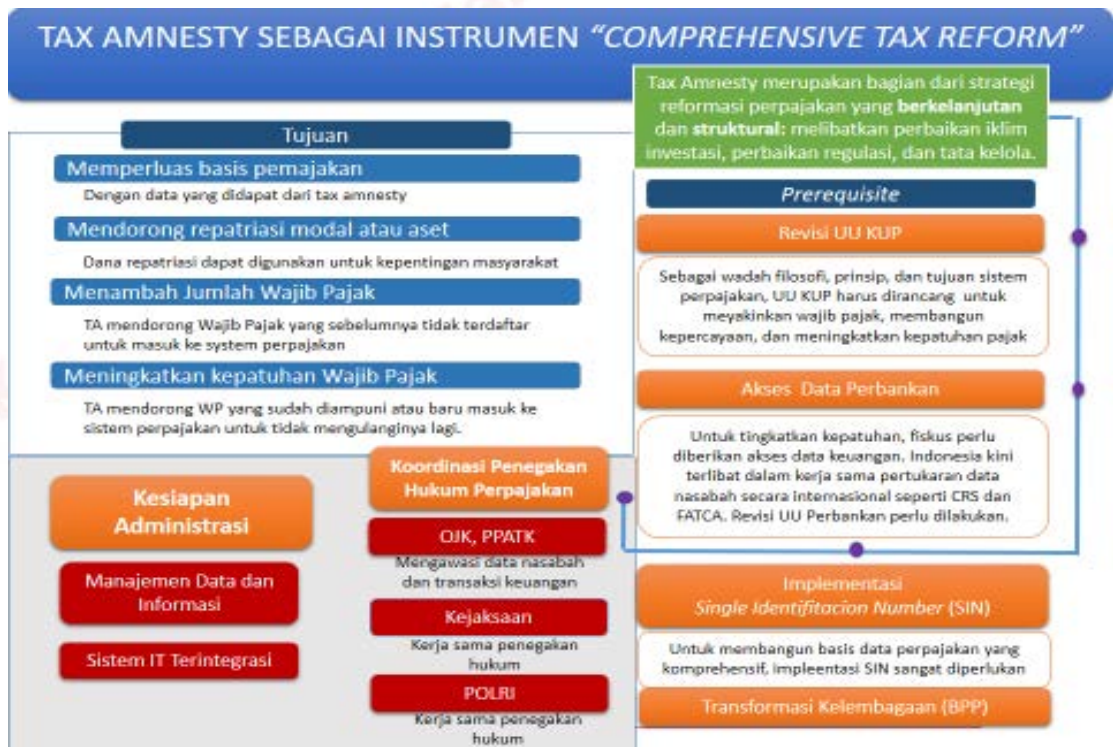 TAX AMNESTY SEBAGAI INSTRUMEN “COMPREHENSIVE TAX REFORM”
Tax Amnesty merupakan bagian dari strategi
reformasi perpajakan yang berkelanjutan
dan struktural: melibatkan perbaikan iklim
investasi, perbaikan regulasi, dan tata kelola.
Tujuan
Memperluas basis pemajakan
Dengan data yang didapat dari tax amnesty
Mendorong repatriasi modal atau aset
Dana repatriasi dapat digunakan untuk kepentingan masyarakat
Menambah Jumlah Wajib Pajak
TA mendorong Wajib Pajak yang sebelumnya tidak terdaftar
untuk masuk ke system perpajakan
Meningkatkan kepatuhan Wajib Pajak
TA mendorong WP yang sudah diampuni atau baru masuk ke
sistem perpajakan untuk tidak mengulanginya lagi.
Prerequisite
Revisi UU KUP
Sebagai wadah filosofi, prinsip, dan tujuan sistem
perpajakan, UU KUP harus dirancang untuk
meyakinkan wajib pajak, membangun
kepercayaan, dan meningkatkan kepatuhan pajak
Akses Data Perbankan
Untuk tingkatkan kepatuhan, fiskus perlu
diberikan akses data keuangan. Indonesia kini
terlibat dalam kerja sama pertukaran data
nasabah secara internasional seperti CRS dan
FATCA. Revisi UU Perbankan perlu dilakukan.
Implementasi
Single Identifitacion Number (SIN)
Untuk membangun basis data perpajakan yang
komprehensif, impleentasi SIN sangat diperlukan
Transformasi Kelembagaan (BPP)
Kesiapan
Administrasi
Manajemen Data dan
Informasi
Sistem IT Terintegrasi
Koordinasi Penegakan
Hukum Perpajakan
OJK, PPATK
Mengawasi data nasabah
dan transaksi keuangan
Kejaksaan
Kerja sama penegakan
hukum
POLRI
Kerja sama penegakan
hukum